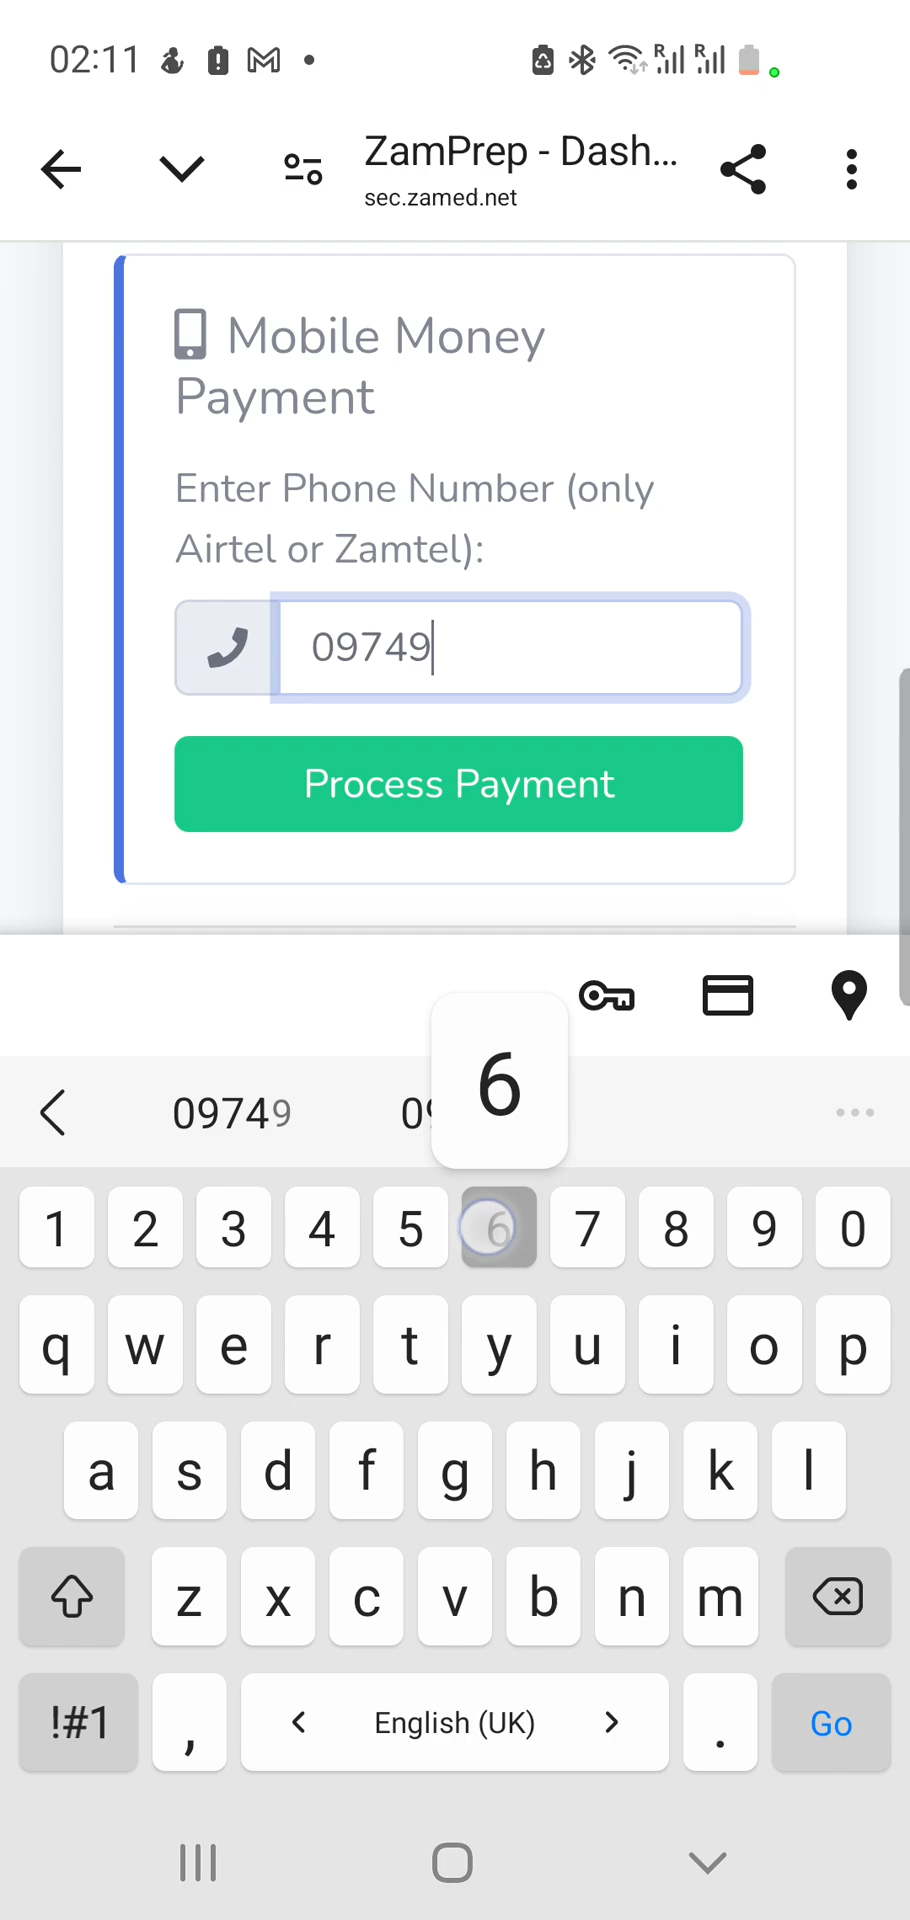 02:11
ZamPrep - Dash...
sec.zamed.net
Mobile Money
Payment
Enter Phone Number (only
Airtel or Zamtel):
09749
Process Payment
09749
6
1 2 3 4 5 6 7 8 9 0
q w e r t y u i o p
a s d f g h j k l
z x c v b n m
!#1 , < English (UK) > . Go